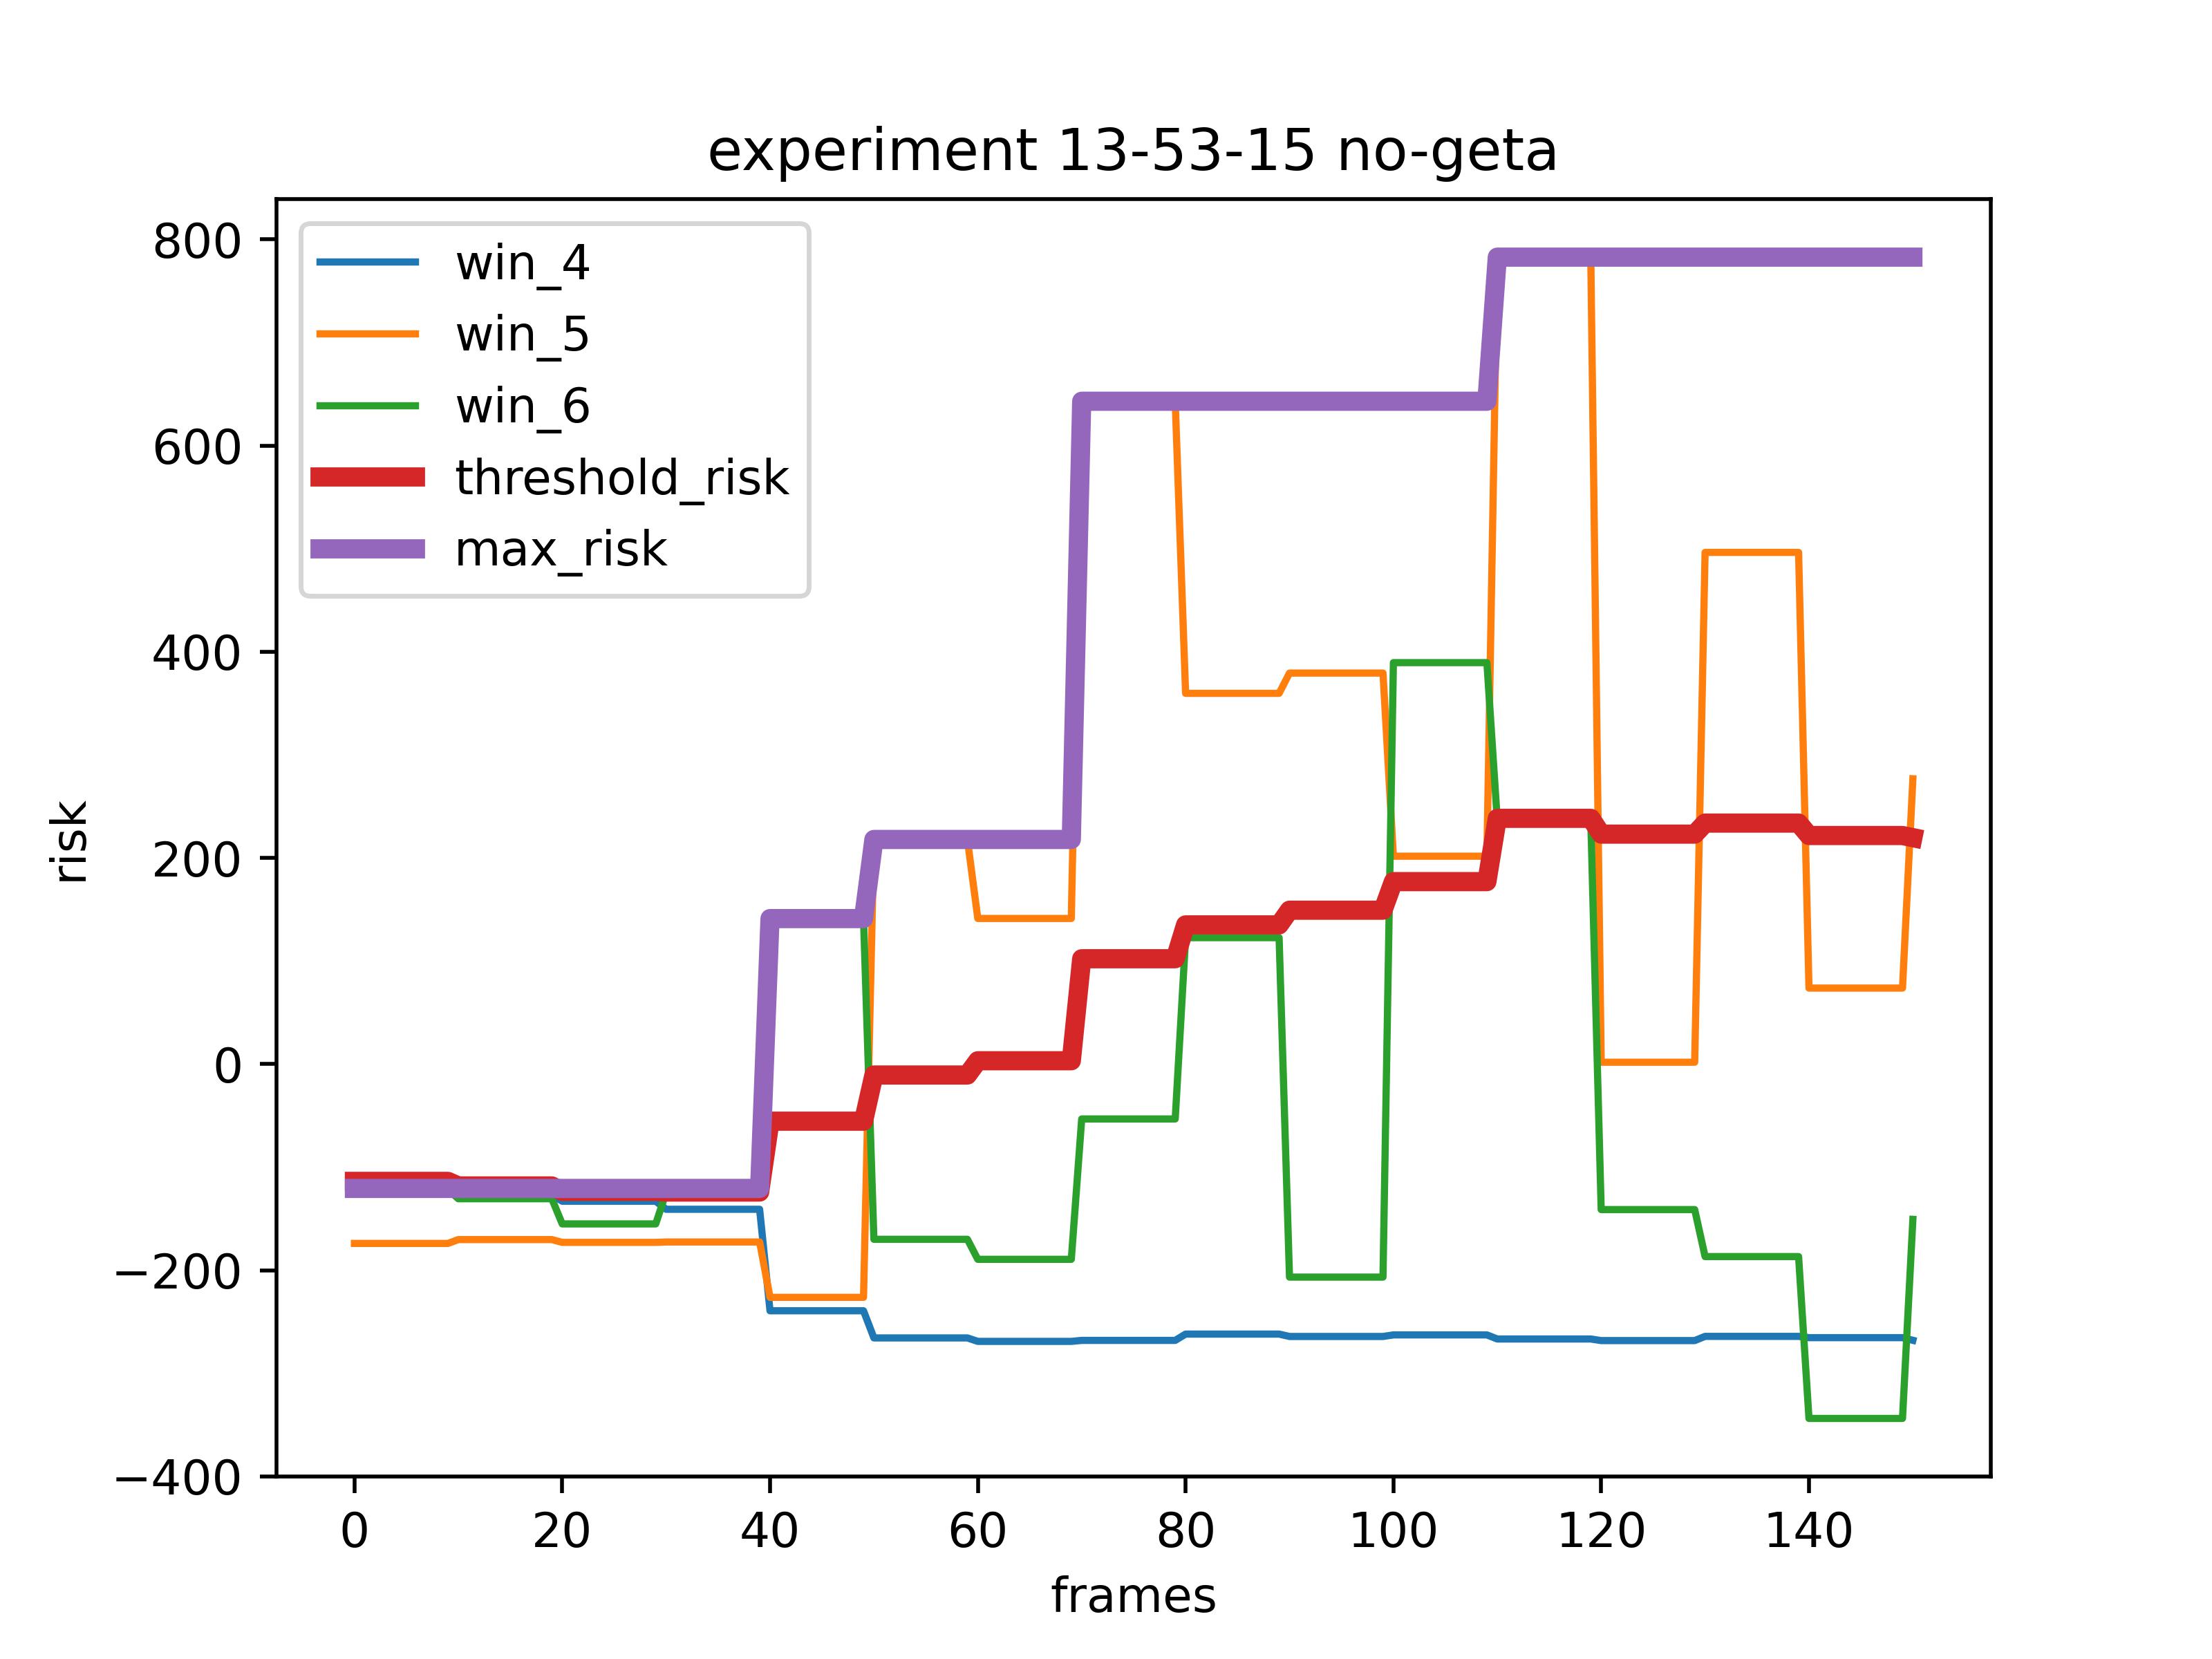 experiment 13-53-15 no-geta
800
600
400
200
0
−200
−400
risk
win_4
win_5
win_6
threshold_risk
max_risk
0 20 40 60 80 100 120 140
frames